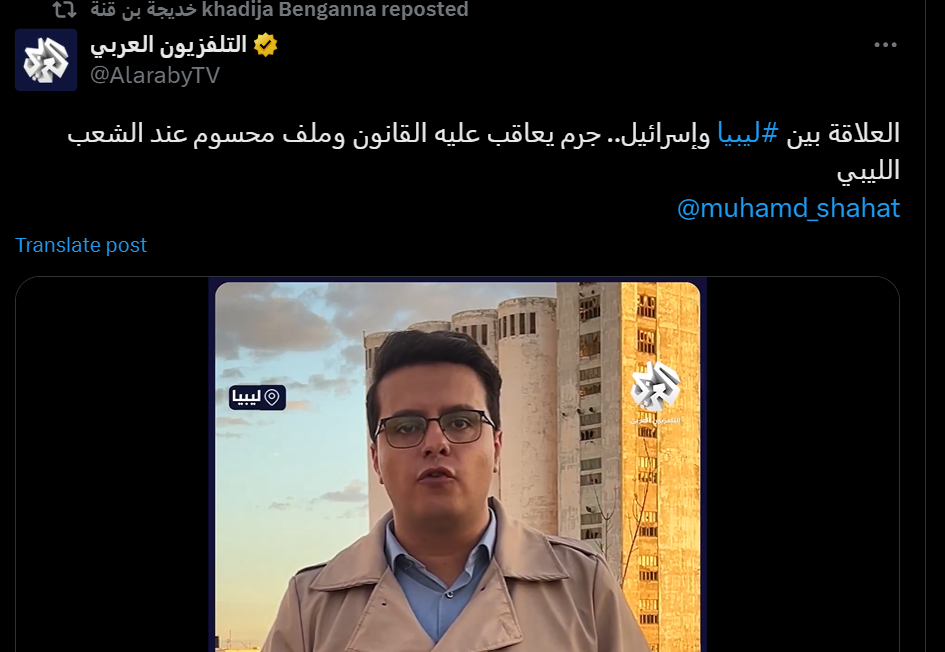 خديجة بن قنة khadija Benganna reposted
التلفزيون العربي
@AlarabyTV
العلاقة بين #ليبيا وإسرائيل.. جرم يعاقب عليه القانون وملف محسوم عند الشعب
الليبي
@muhamd_shahat
Translate post
ليبيا
التلفزيون العربي